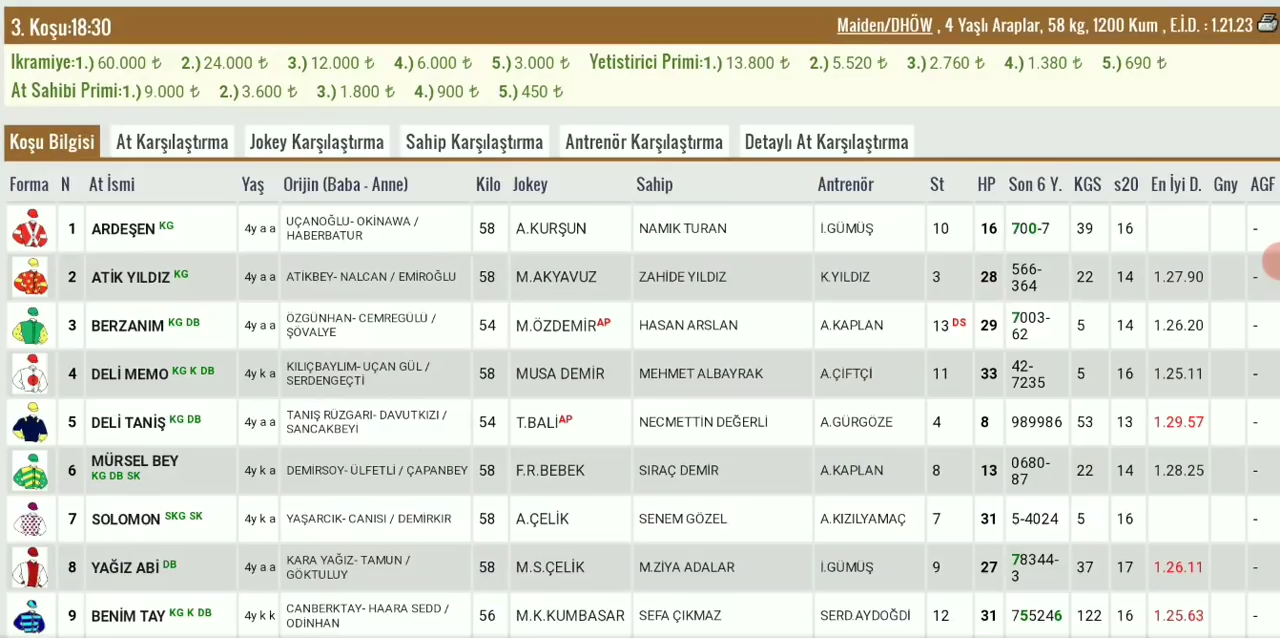 3. Koşu:18:30 Maiden/DHÖW , 4 Yaşlı Araplar, 58 kg, 1200 Kum , E.İ.D. : 1.21.23
Ikramiye:1.) 60.000 ₺ 2.) 24.000 ₺ 3.) 12.000 ₺ 4.) 6.000 ₺ 5.) 3.000 ₺ Yetistirici Primi:1.) 13.800 ₺ 2.) 5.520 ₺ 3.) 2.760 ₺ 4.) 1.380 ₺ 5.) 690 ₺
At Sahibi Primi:1.) 9.000 ₺ 2.) 3.600 ₺ 3.) 1.800 ₺ 4.) 900 ₺ 5.) 450 ₺
Koşu Bilgisi At Karşılaştırma Jokey Karşılaştırma Sahip Karşılaştırma Antrenör Karşılaştırma Detaylı At Karşılaştırma
Forma N At İsmi Yaş Orijin (Baba - Anne) Kilo Jokey Sahip Antrenör St HP Son 6 Y. KGS s20 En İyi D. Gny AGF
1 ARDEŞEN KG 4y a a UÇANOĞLU- OKİNAWA / HABERBATUR 58 A.KURŞUN NAMIK TURAN İ.GÜMÜŞ 10 16 700-7 39 16 -
2 ATİK YILDIZ KG 4y a a ATİKBEY- NALCAN / EMİROĞLU 58 M.AKYAVUZ ZAHİDE YILDIZ K.YILDIZ 3 28 566-364 22 14 1.27.90 -
3 BERZANIM KG DB 4y a a ÖZGÜNHAN- CEMREGÜLÜ / ŞÖVALYE 54 M.ÖZDEMİR AP HASAN ARSLAN A.KAPLAN 13 DS 29 7003-62 5 14 1.26.20 -
4 DELİ MEMO KG K DB 4y k a KILIÇBAYLIM- UÇAN GÜL / SERDENGEÇTİ 58 MUSA DEMİR MEHMET ALBAYRAK A.ÇİFTÇİ 11 33 42-7235 5 16 1.25.11 -
5 DELİ TANİŞ KG DB 4y a a TANIŞ RÜZGARI- DAVUTKIZI / SANCAKBEYI 54 T.BALİ AP NECMETTİN DEĞERLİ A.GÜRGÖZE 4 8 989986 53 13 1.29.57 -
6 MÜRSEL BEY KG DB SK 4y k a DEMIRSOY- ÜLFETLİ / ÇAPANBEY 58 F.R.BEBEK SIRAÇ DEMİR A.KAPLAN 8 13 0680-87 22 14 1.28.25 -
7 SOLOMON SKG SK 4y k a YAŞARCIK- CANISI / DEMİRKIR 58 A.ÇELİK SENEM GÖZEL A.KIZILYAMAÇ 7 31 5-4024 5 16 -
8 YAĞIZ ABİ DB 4y a a KARA YAĞIZ- TAMUN / GÖKTULUY 58 M.S.ÇELİK M.ZİYA ADALAR İ.GÜMÜŞ 9 27 78344-3 37 17 1.26.11 -
9 BENİM TAY KG K DB 4y k k CANBERKTAY- HAARA SEDD / ODİNHAN 56 M.K.KUMBASAR SEFA ÇIKMAZ SERD.AYDOĞDİ 12 31 755246 122 16 1.25.63 -